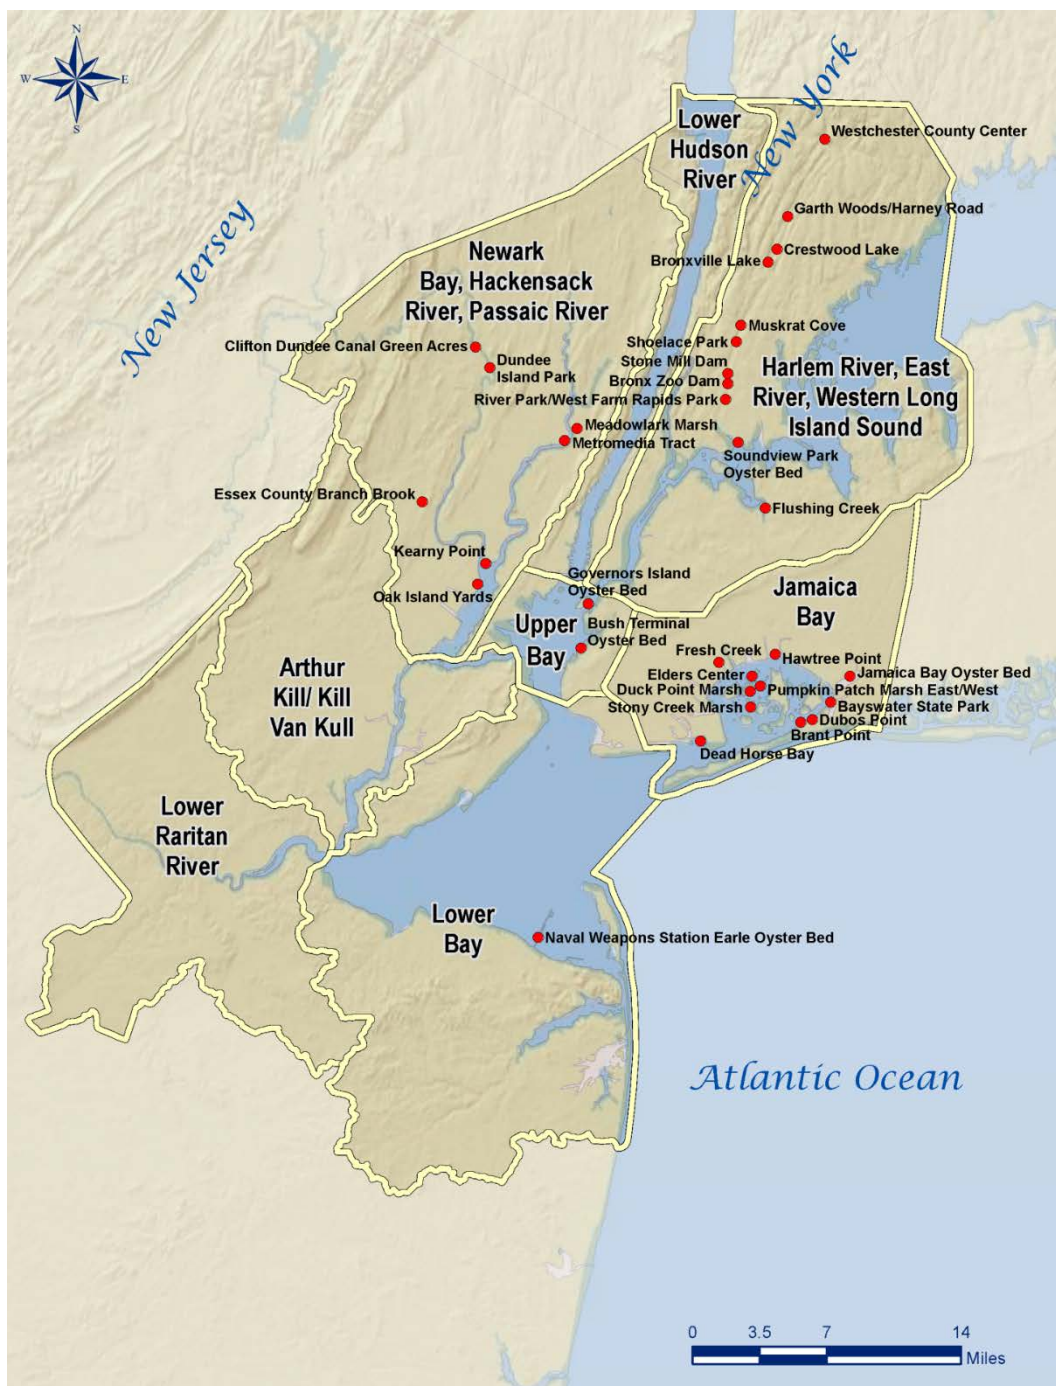 N
W
E
S
New York
Lower
Hudson
River
Westchester County Center
New Jersey
Garth Woods/Harney Road
Newark
Bay, Hackensack
River, Passaic River
Crestwood Lake
Bronxville Lake
Muskrat Cove
Shoelace Park
Clifton Dundee Canal Green Acres
Dundee
Island Park
Stone Mill Dam
Bronx Zoo Dam
River Park/West Farm Rapids Park
Harlem River, East
River, Western Long
Island Sound
Meadowlark Marsh
Metromedia Tract
Soundview Park
Oyster Bed
Essex County Branch Brook
Flushing Creek
Kearny Point
Oak Island Yards
Governors Island
Oyster Bed
Jamaica
Bay
Upper
Bay
Bush Terminal
Oyster Bed
Fresh Creek
Hawtree Point
Elders Center
Jamaica Bay Oyster Bed
Duck Point Marsh
Pumpkin Patch Marsh East/West
Stony Creek Marsh
Bayswater State Park
Dubos Point
Brant Point
Dead Horse Bay
Arthur
Kill/ Kill
Van Kull
Lower
Raritan
River
Lower
Bay
Naval Weapons Station Earle Oyster Bed
Atlantic Ocean
0 3.5 7 14
Miles